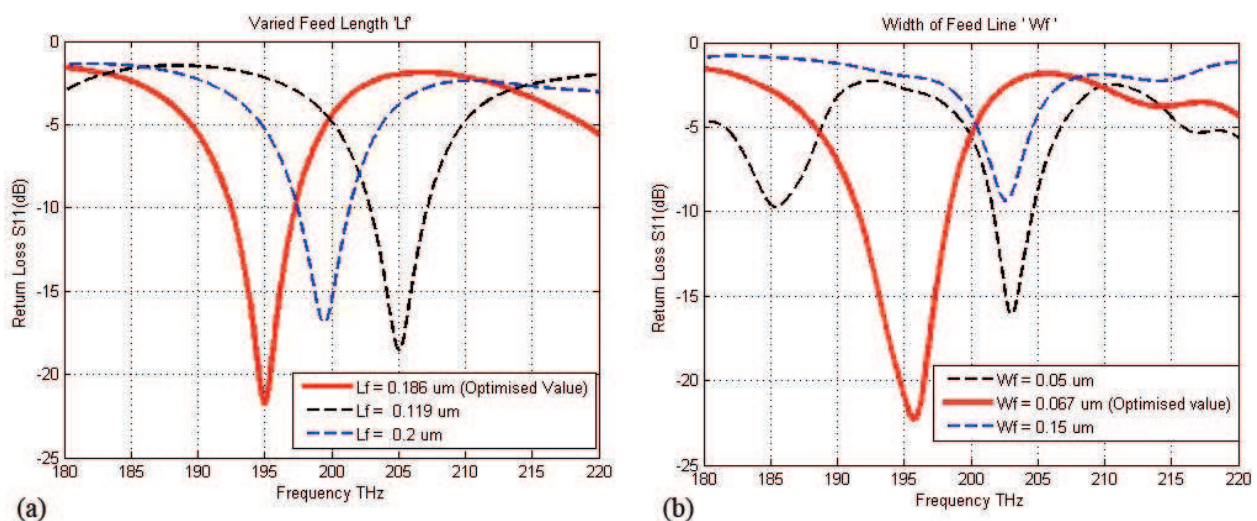 Varied Feed Length 'Lf'
0
-5
-10
-15
-20
-25
Return Loss S11(dB)
180 185 190 195 200 205 210 215 220
Frequency THz
Lf = 0.186 um (Optimised Value)
Lf = 0.119 um
Lf = 0.2 um
(a)
Width of Feed Line ' Wf '
0
-5
-10
-15
-20
-25
Return Loss S11(dB)
180 185 190 195 200 205 210 215 220
Frequency THz
Wf = 0.05 um
Wf = 0.067 um (Optimised value)
Wf = 0.15 um
(b)